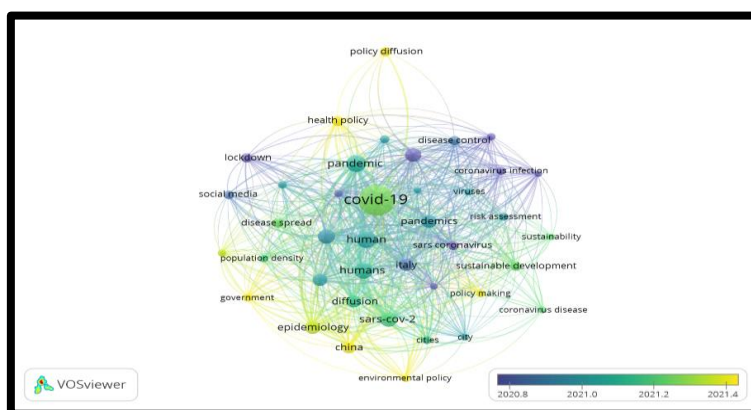 policy diffusion
health policy
disease control
lockdown
pandemic
coronavirus infection
social media
covid-19
viruses
disease spread
pandemics
risk assessment
human
sars coronavirus
sustainability
population density
humans
italy
sustainable development
government
diffusion
policy making
epidemiology
sars-cov-2
coronavirus disease
china
cities
city
environmental policy
VOSviewer
2020.8 2021.0 2021.2 2021.4